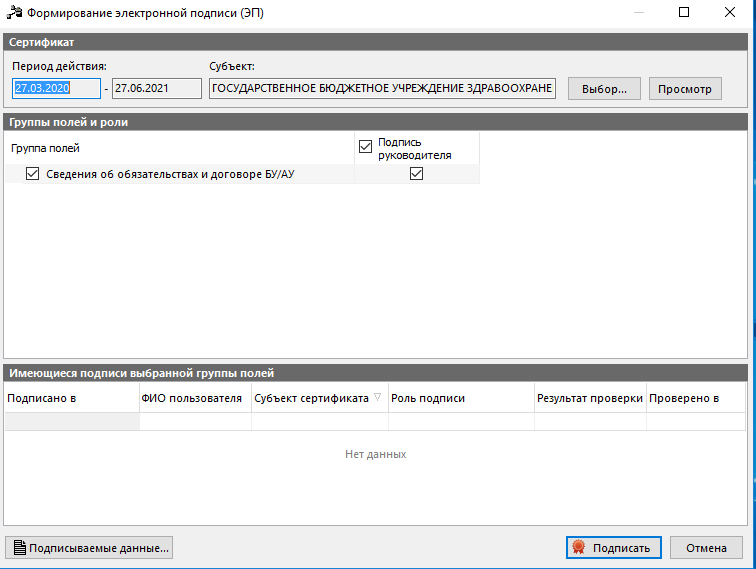 Формирование электронной подписи (ЭП)
Сертификат
Период действия: Субъект:
27.03.2020 - 27.06.2021 ГОСУДАРСТВЕННОЕ БЮДЖЕТНОЕ УЧРЕЖДЕНИЕ ЗДРАВООХРАНЕ Выбор... Просмотр
Группы полей и роли
Группа полей Подпись
руководителя
Сведения об обязательствах и договоре БУ/АУ
Имеющиеся подписи выбранной группы полей
Подписано в ФИО пользователя Субъект сертификата Роль подписи Результат проверки Проверено в
Нет данных
Подписываемые данные... Подписать Отмена